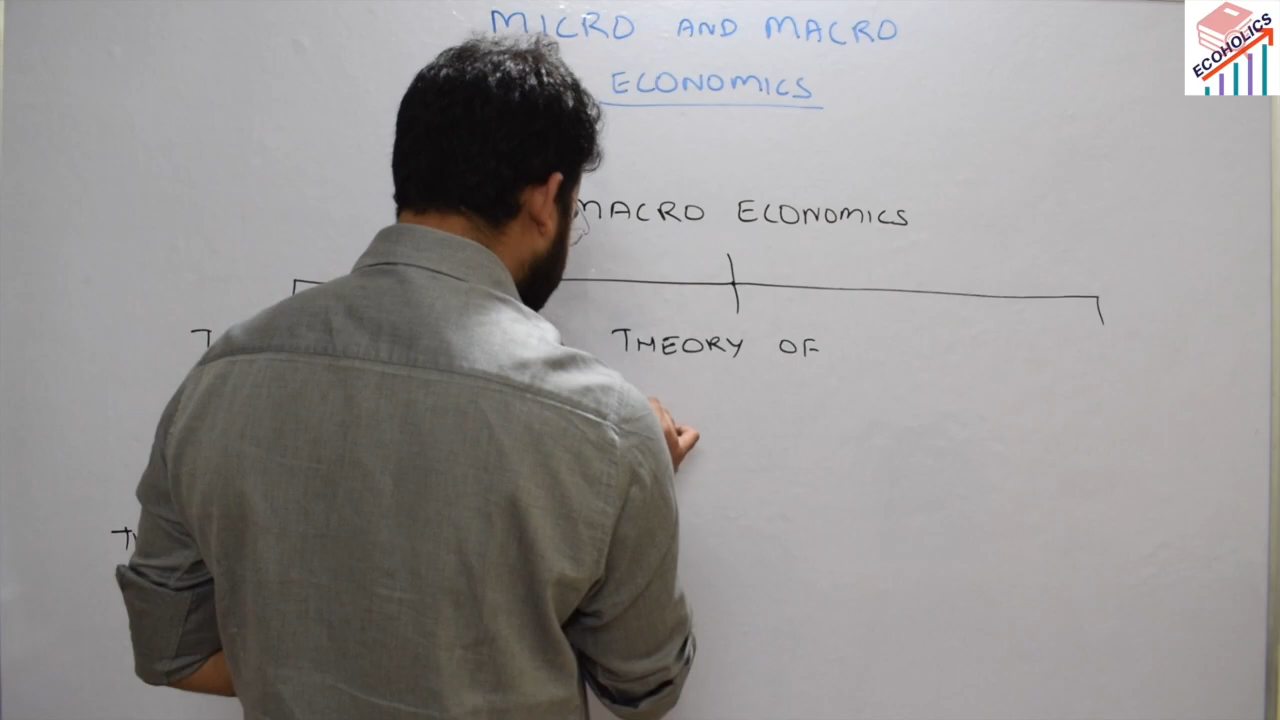 MICRO AND MACRO
ECONOMICS
ECOHOLICS
MACRO ECONOMICS
THEORY OF